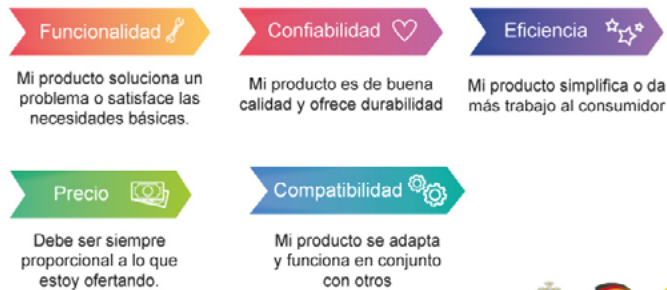 Funcionalidad
Mi producto soluciona un
problema o satisface las
necesidades básicas.
Confiabilidad
Mi producto es de buena
calidad y ofrece durabilidad
Eficiencia
Mi producto simplifica o da
más trabajo al consumidor
Precio
Debe ser siempre
proporcional a lo que
estoy ofertando.
Compatibilidad
Mi producto se adapta
y funciona en conjunto
con otros